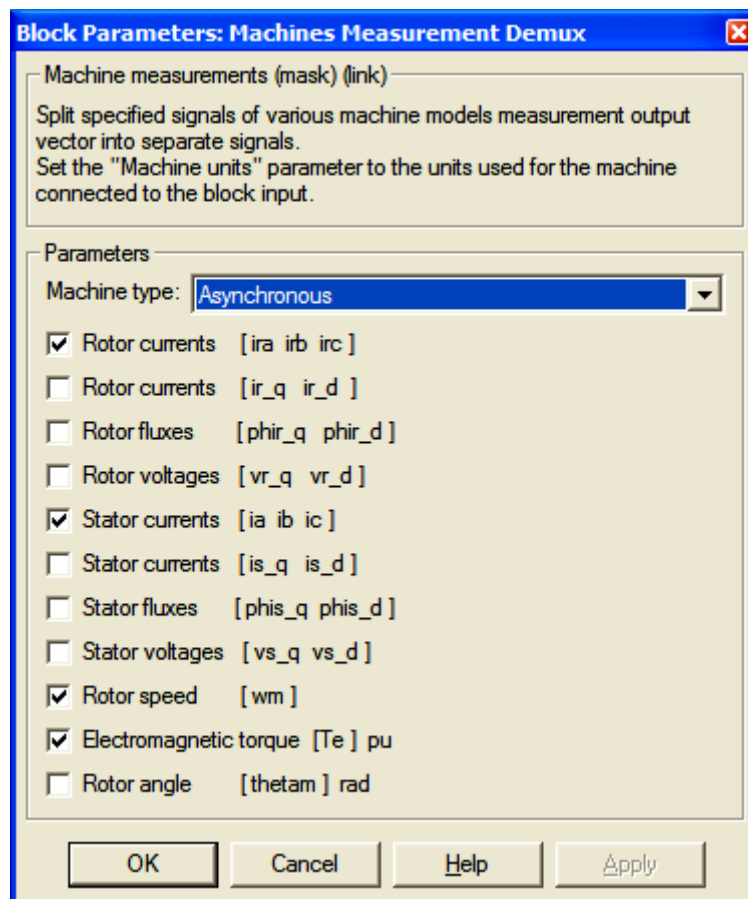 Block Parameters: Machines Measurement Demux
Machine measurements (mask) (link)
Split specified signals of various machine models measurement output
vector into separate signals.
Set the "Machine units" parameter to the units used for the machine
connected to the block input.
Parameters
Machine type: Asynchronous
Rotor currents [ ira irb irc ]
Rotor currents [ ir_q ir_d ]
Rotor fluxes [ phir_q phir_d ]
Rotor voltages [ vr_q vr_d ]
Stator currents [ ia ib ic ]
Stator currents [ is_q is_d ]
Stator fluxes [ phis_q phis_d ]
Stator voltages [ vs_q vs_d ]
Rotor speed [ wm ]
Electromagnetic torque [Te ] pu
Rotor angle [ thetam ] rad
OK Cancel Help Apply